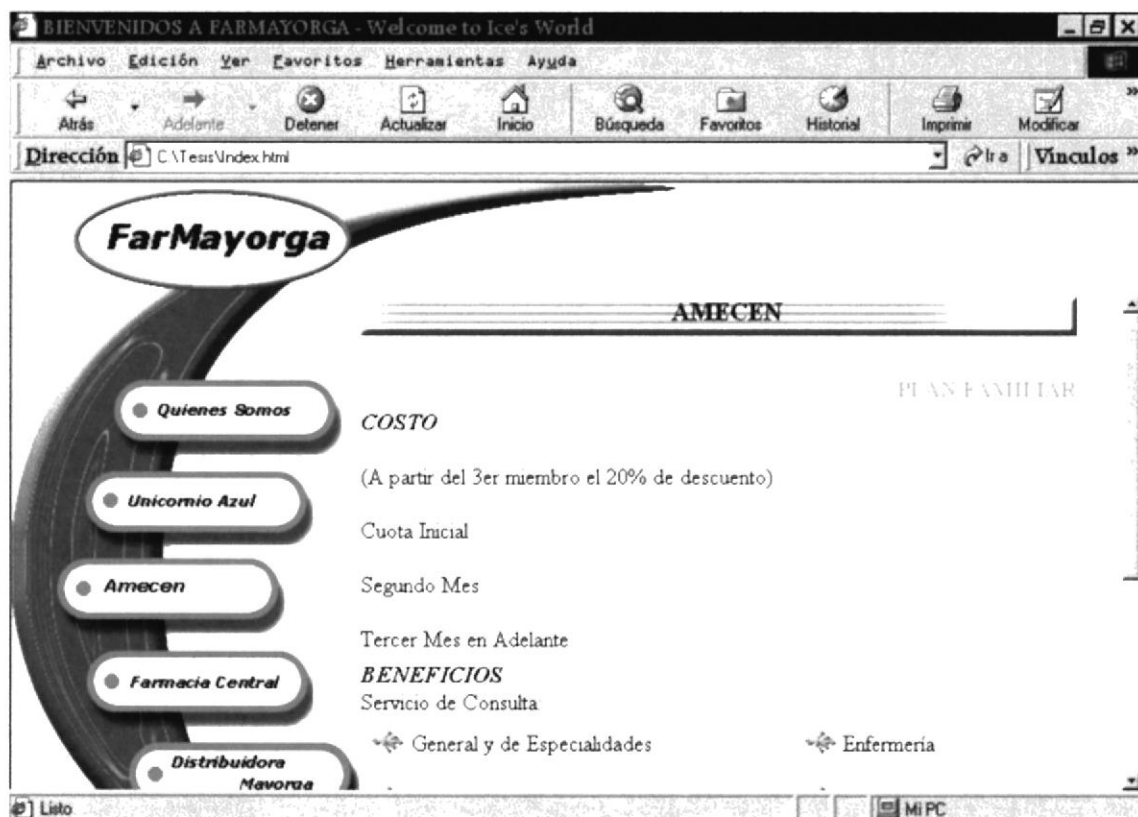 BIENVENIDOS A FARMAYORGA - Welcome to Ice's World
Archivo Edición Ver Favoritos Herramientas Ayuda
Atrás Adelante Detener Actualizar Inicio Búsqueda Favoritos Historial Imprimir Modificar
Dirección C:\Tesis\Index.html Ir a Vínculos
FarMayorga
AMECEN
PLAN FAMILIAR
Quienes Somos
COSTO
(A partir del 3er miembro el 20% de descuento)
Unicornio Azul
Cuota Inicial
Amecen
Segundo Mes
Tercer Mes en Adelante
Farmacia Central
BENEFICIOS
Servicio de Consulta
General y de Especialidades Enfermería
Distribuidora
Mayorga
Listo Mi PC